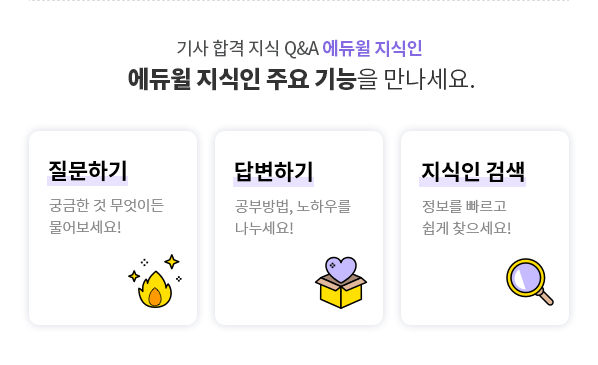 기사 합격 지식 Q&A 에듀윌 지식인
에듀윌 지식인 주요 기능을 만나세요.
질문하기
궁금한 것 무엇이든
물어보세요!
답변하기
공부방법, 노하우를
나누세요!
지식인 검색
정보를 빠르고
쉽게 찾으세요!